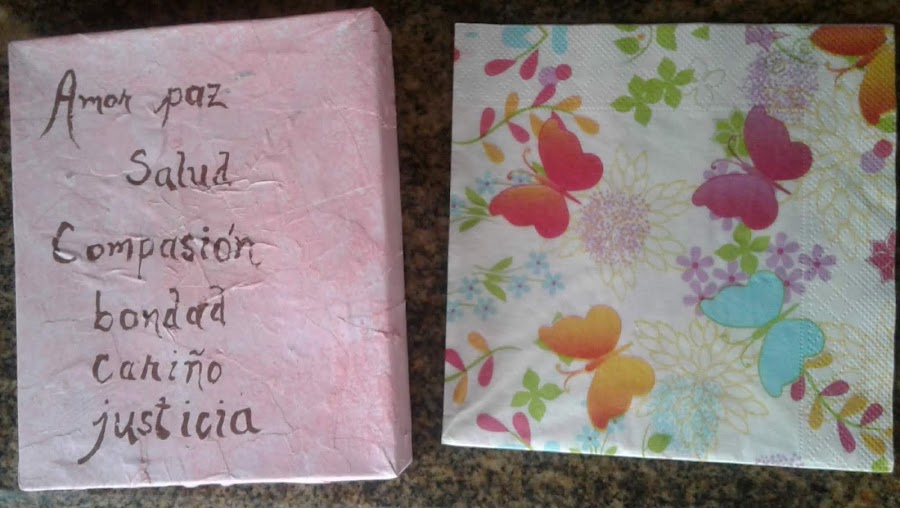 Amor paz
Salud
Compasión
bondad
Cariño
justicia